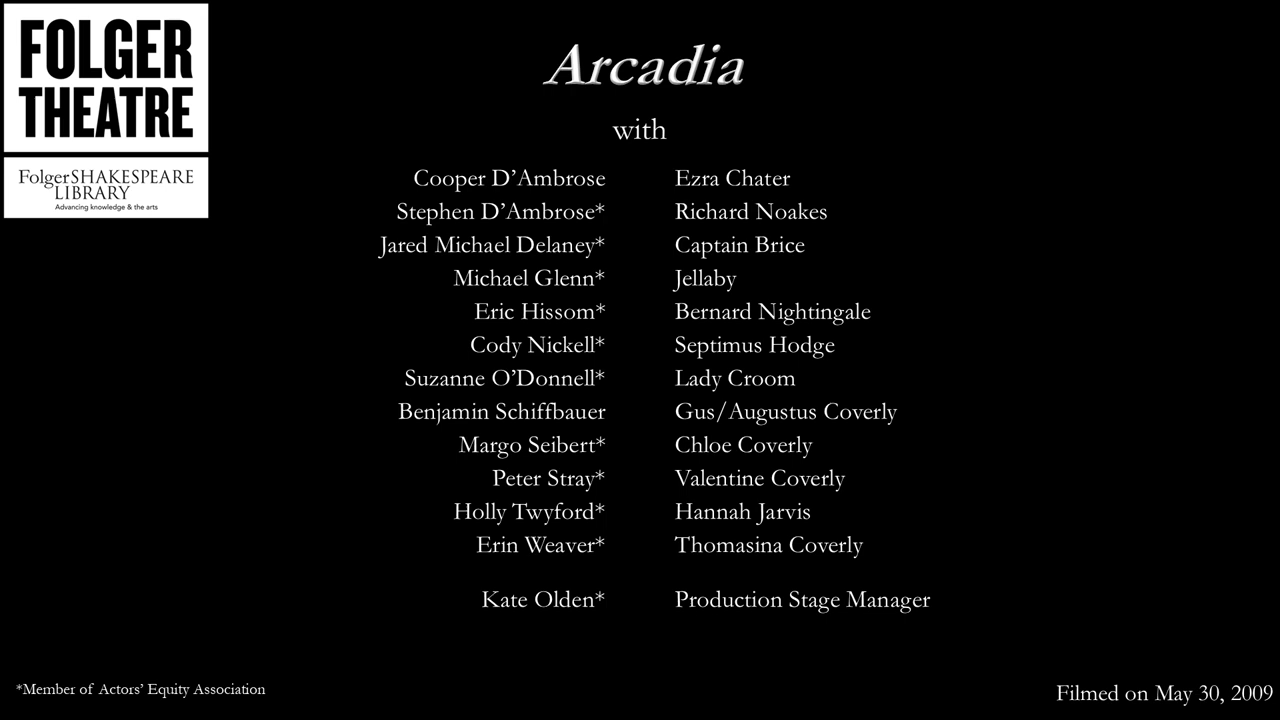 FOLGER
THEATRE
FolgerSHAKESPEARE
LIBRARY
Advancing knowledge & the arts
Arcadia
with
Cooper D’Ambrose Ezra Chater
Stephen D’Ambrose* Richard Noakes
Jared Michael Delaney* Captain Brice
Michael Glenn* Jellaby
Eric Hissom* Bernard Nightingale
Cody Nickell* Septimus Hodge
Suzanne O’Donnell* Lady Croom
Benjamin Schiffbauer Gus/Augustus Coverly
Margo Seibert* Chloe Coverly
Peter Stray* Valentine Coverly
Holly Twyford* Hannah Jarvis
Erin Weaver* Thomasina Coverly
Kate Olden* Production Stage Manager
*Member of Actors’ Equity Association
Filmed on May 30, 2009